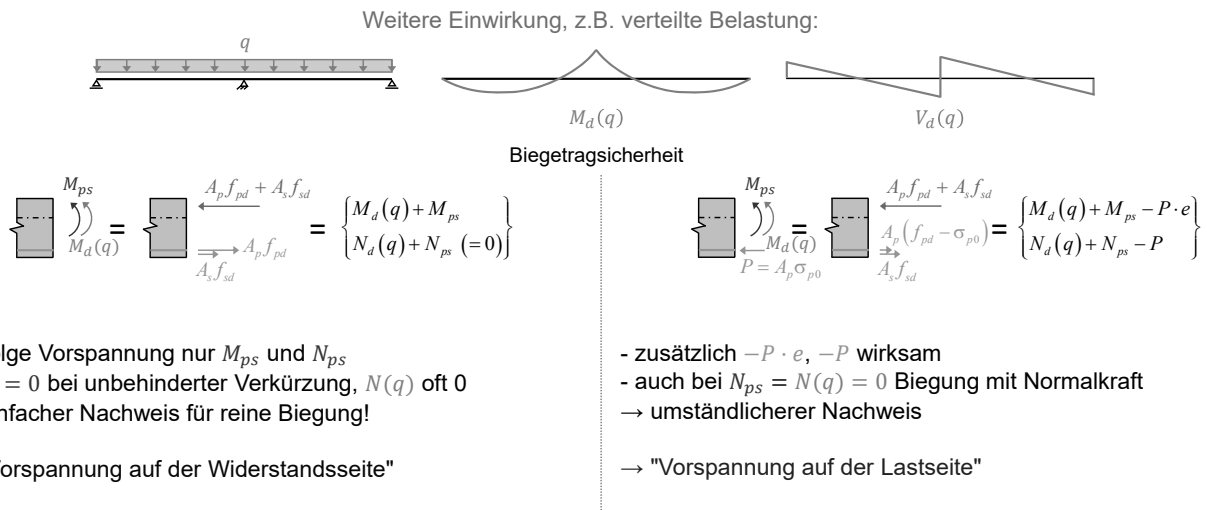 Weitere Einwirkung, z.B. verteilte Belastung:
q
M_d(q)
V_d(q)
Biegetragsicherheit
M_ps
M_d(q)
=
A_p f_pd + A_s f_sd
A_p f_pd
A_s f_sd
=
{M_d(q) + M_ps
N_d(q) + N_ps (=0)}
M_ps
M_d(q)
P = A_p σ_p0
=
A_p f_pd + A_s f_sd
A_p(f_pd − σ_p0)
A_s f_sd
=
{M_d(q) + M_ps − P · e
N_d(q) + N_ps − P}
lge Vorspannung nur M_ps und N_ps
= 0 bei unbehinderter Verkürzung, N(q) oft 0
nfacher Nachweis für reine Biegung!
orspannung auf der Widerstandsseite"
- zusätzlich −P · e, −P wirksam
- auch bei N_ps = N(q) = 0 Biegung mit Normalkraft
→ umständlicherer Nachweis
→ "Vorspannung auf der Lastseite"